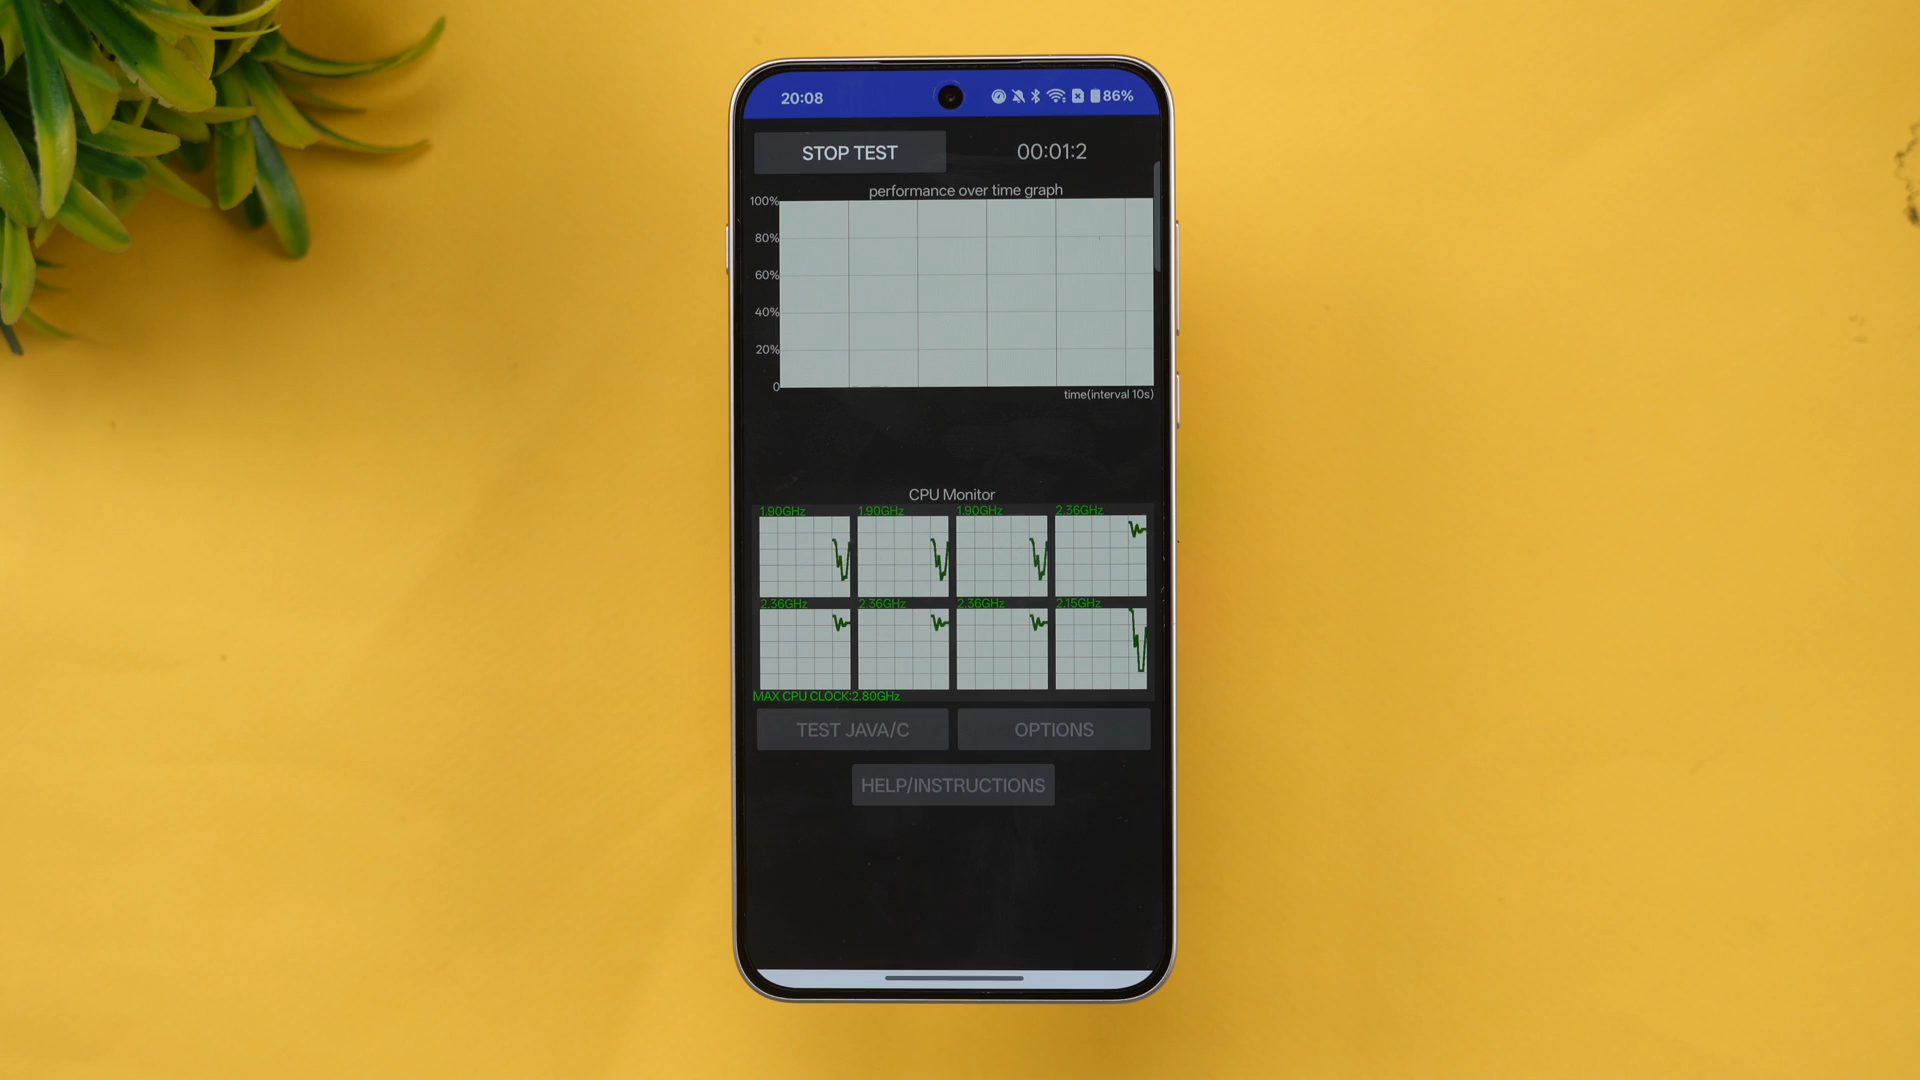 20:08 86%
STOP TEST 00:01:2
performance over time graph
100%
80%
60%
40%
20%
0
time(interval 10s)
CPU Monitor
1.90GHz 1.90GHz 1.90GHz 2.36GHz
2.36GHz 2.36GHz 2.36GHz 2.15GHz
MAX CPU CLOCK:2.80GHz
TEST JAVA/C OPTIONS
HELP/INSTRUCTIONS